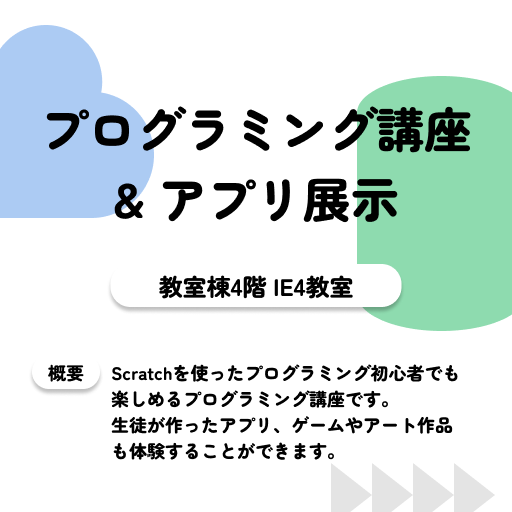 プログラミング講座
& アプリ展示
教室棟4階 IE4教室
概要
Scratchを使ったプログラミング初心者でも
楽しめるプログラミング講座です。
生徒が作ったアプリ、ゲームやアート作品
も体験することができます。